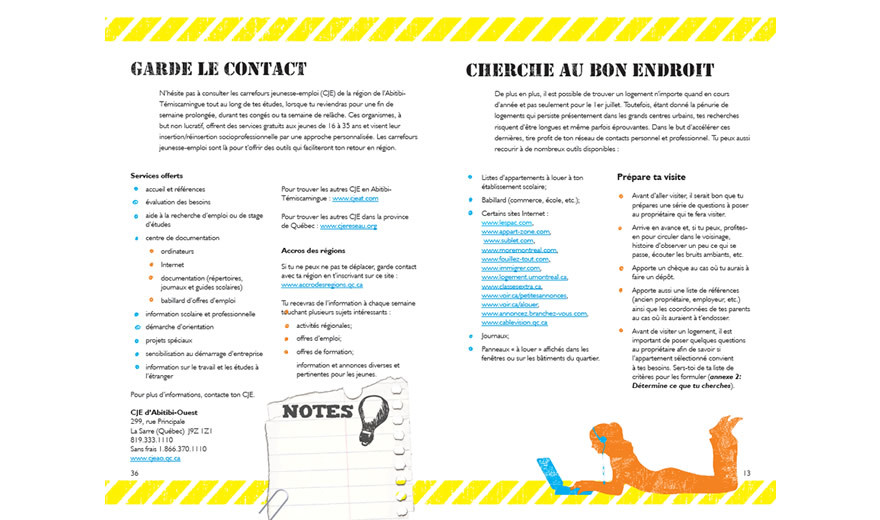 GARDE LE CONTACT
N'hésite pas à consulter les carrefours jeunesse-emploi (CJE) de la région de l'Abitibi-
Témiscamingue tout au long de tes études, lorsque tu reviendras pour une fin de
semaine prolongée, durant tes congés ou ta semaine de relâche. Ces organismes, à
but non lucratif, offrent des services gratuits aux jeunes de 16 à 35 ans et visent leur
insertion/réinsertion socioprofessionnelle par une approche personnalisée. Les carrefours
jeunesse-emploi sont là pour t'offrir des outils qui faciliteront ton retour en région.
Services offerts
accueil et références
évaluation des besoins
aide à la recherche d'emploi ou de stage
d'études
centre de documentation
ordinateurs
Internet
documentation (répertoires,
journaux et guides scolaires)
babillard d'offres d'emploi
information scolaire et professionnelle
démarche d'orientation
projets spéciaux
sensibilisation au démarrage d'entreprise
information sur le travail et les études à
l'étranger
Pour plus d'informations, contacte ton CJE.
CJE d'Abitibi-Ouest
299, rue Principale
La Sarre (Québec) J9Z 1Z1
819.333.1110
Sans frais 1.866.370.1110
www.cjeao.qc.ca
36
Pour trouver les autres CJE en Abitibi-
Témiscamingue : www.cjeat.com
Pour trouver les autres CJE dans la province
de Québec : www.cjereseau.org
Accros des régions
Si tu ne peux ne pas te déplacer, garde contact
avec ta région en t'inscrivant sur ce site :
www.accrodesregions.qc.ca
Tu recevras de l'information à chaque semaine
touchant plusieurs sujets intéressants :
activités régionales;
offres d'emploi;
offres de formation;
information et annonces diverses et
pertinentes pour les jeunes.
NOTES
CHERCHE AU BON ENDROIT
De plus en plus, il est possible de trouver un logement n'importe quand en cours
d'année et pas seulement pour le 1er juillet. Toutefois, étant donné la pénurie de
logements qui persiste présentement dans les grands centres urbains, tes recherches
risquent d'être longues et même parfois éprouvantes. Dans le but d'accélérer ces
dernières, tire profit de ton réseau de contacts personnel et professionnel. Tu peux aussi
recourir à de nombreux outils disponibles :
Listes d'appartements à louer à ton
établissement scolaire;
Babillard (commerce, école, etc.);
Certains sites Internet :
www.lespac.com,
www.appart-zone.com,
www.sublet.com,
www.moremontreal.com,
www.fouillez-tout.com,
www.immigrer.com,
www.logement.umontreal.ca,
www.classesextra.ca,
www.voir.ca/petitesannonces,
www.voir.ca/alouer,
www.annoncez.branchez-vous.com,
www.cablevision.qc.ca
Journaux;
Panneaux « à louer » affichés dans les
fenêtres ou sur les bâtiments du quartier.
Prépare ta visite
Avant d'aller visiter, il serait bon que tu
prépares une série de questions à poser
au propriétaire qui te fera visiter.
Arrive en avance et, si tu peux, profites-
en pour circuler dans le voisinage,
histoire d'observer un peu ce qui se
passe, écouter les bruits ambiants, etc.
Apporte un chèque au cas où tu aurais à
faire un dépôt.
Apporte aussi une liste de références
(ancien propriétaire, employeur, etc.)
ainsi que les coordonnées de tes parents
au cas où ils auraient à t'endosser.
Avant de visiter un logement, il est
important de poser quelques questions
au propriétaire afin de savoir si
l'appartement sélectionné convient
à tes besoins. Sers-toi de ta liste de
critères pour les formuler (annexe 2:
Détermine ce que tu cherches).
13